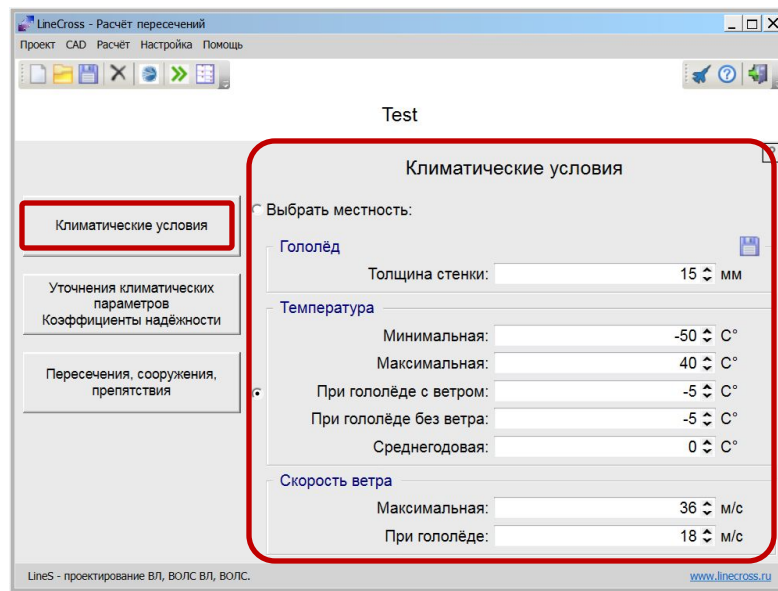 LineCross - Расчёт пересечений
Проект CAD Расчёт Настройка Помощь
Test
Климатические условия
Климатические условия
Уточнения климатических
параметров
Коэффициенты надёжности
Пересечения, сооружения,
препятствия
Выбрать местность:
Гололёд
Толщина стенки: 15 мм
Температура
Минимальная: -50 C°
Максимальная: 40 C°
При гололёде с ветром: -5 C°
При гололёде без ветра: -5 C°
Среднегодовая: 0 C°
Скорость ветра
Максимальная: 36 м/с
При гололёде: 18 м/с
LineS - проектирование ВЛ, ВОЛС ВЛ, ВОЛС. www.linecross.ru